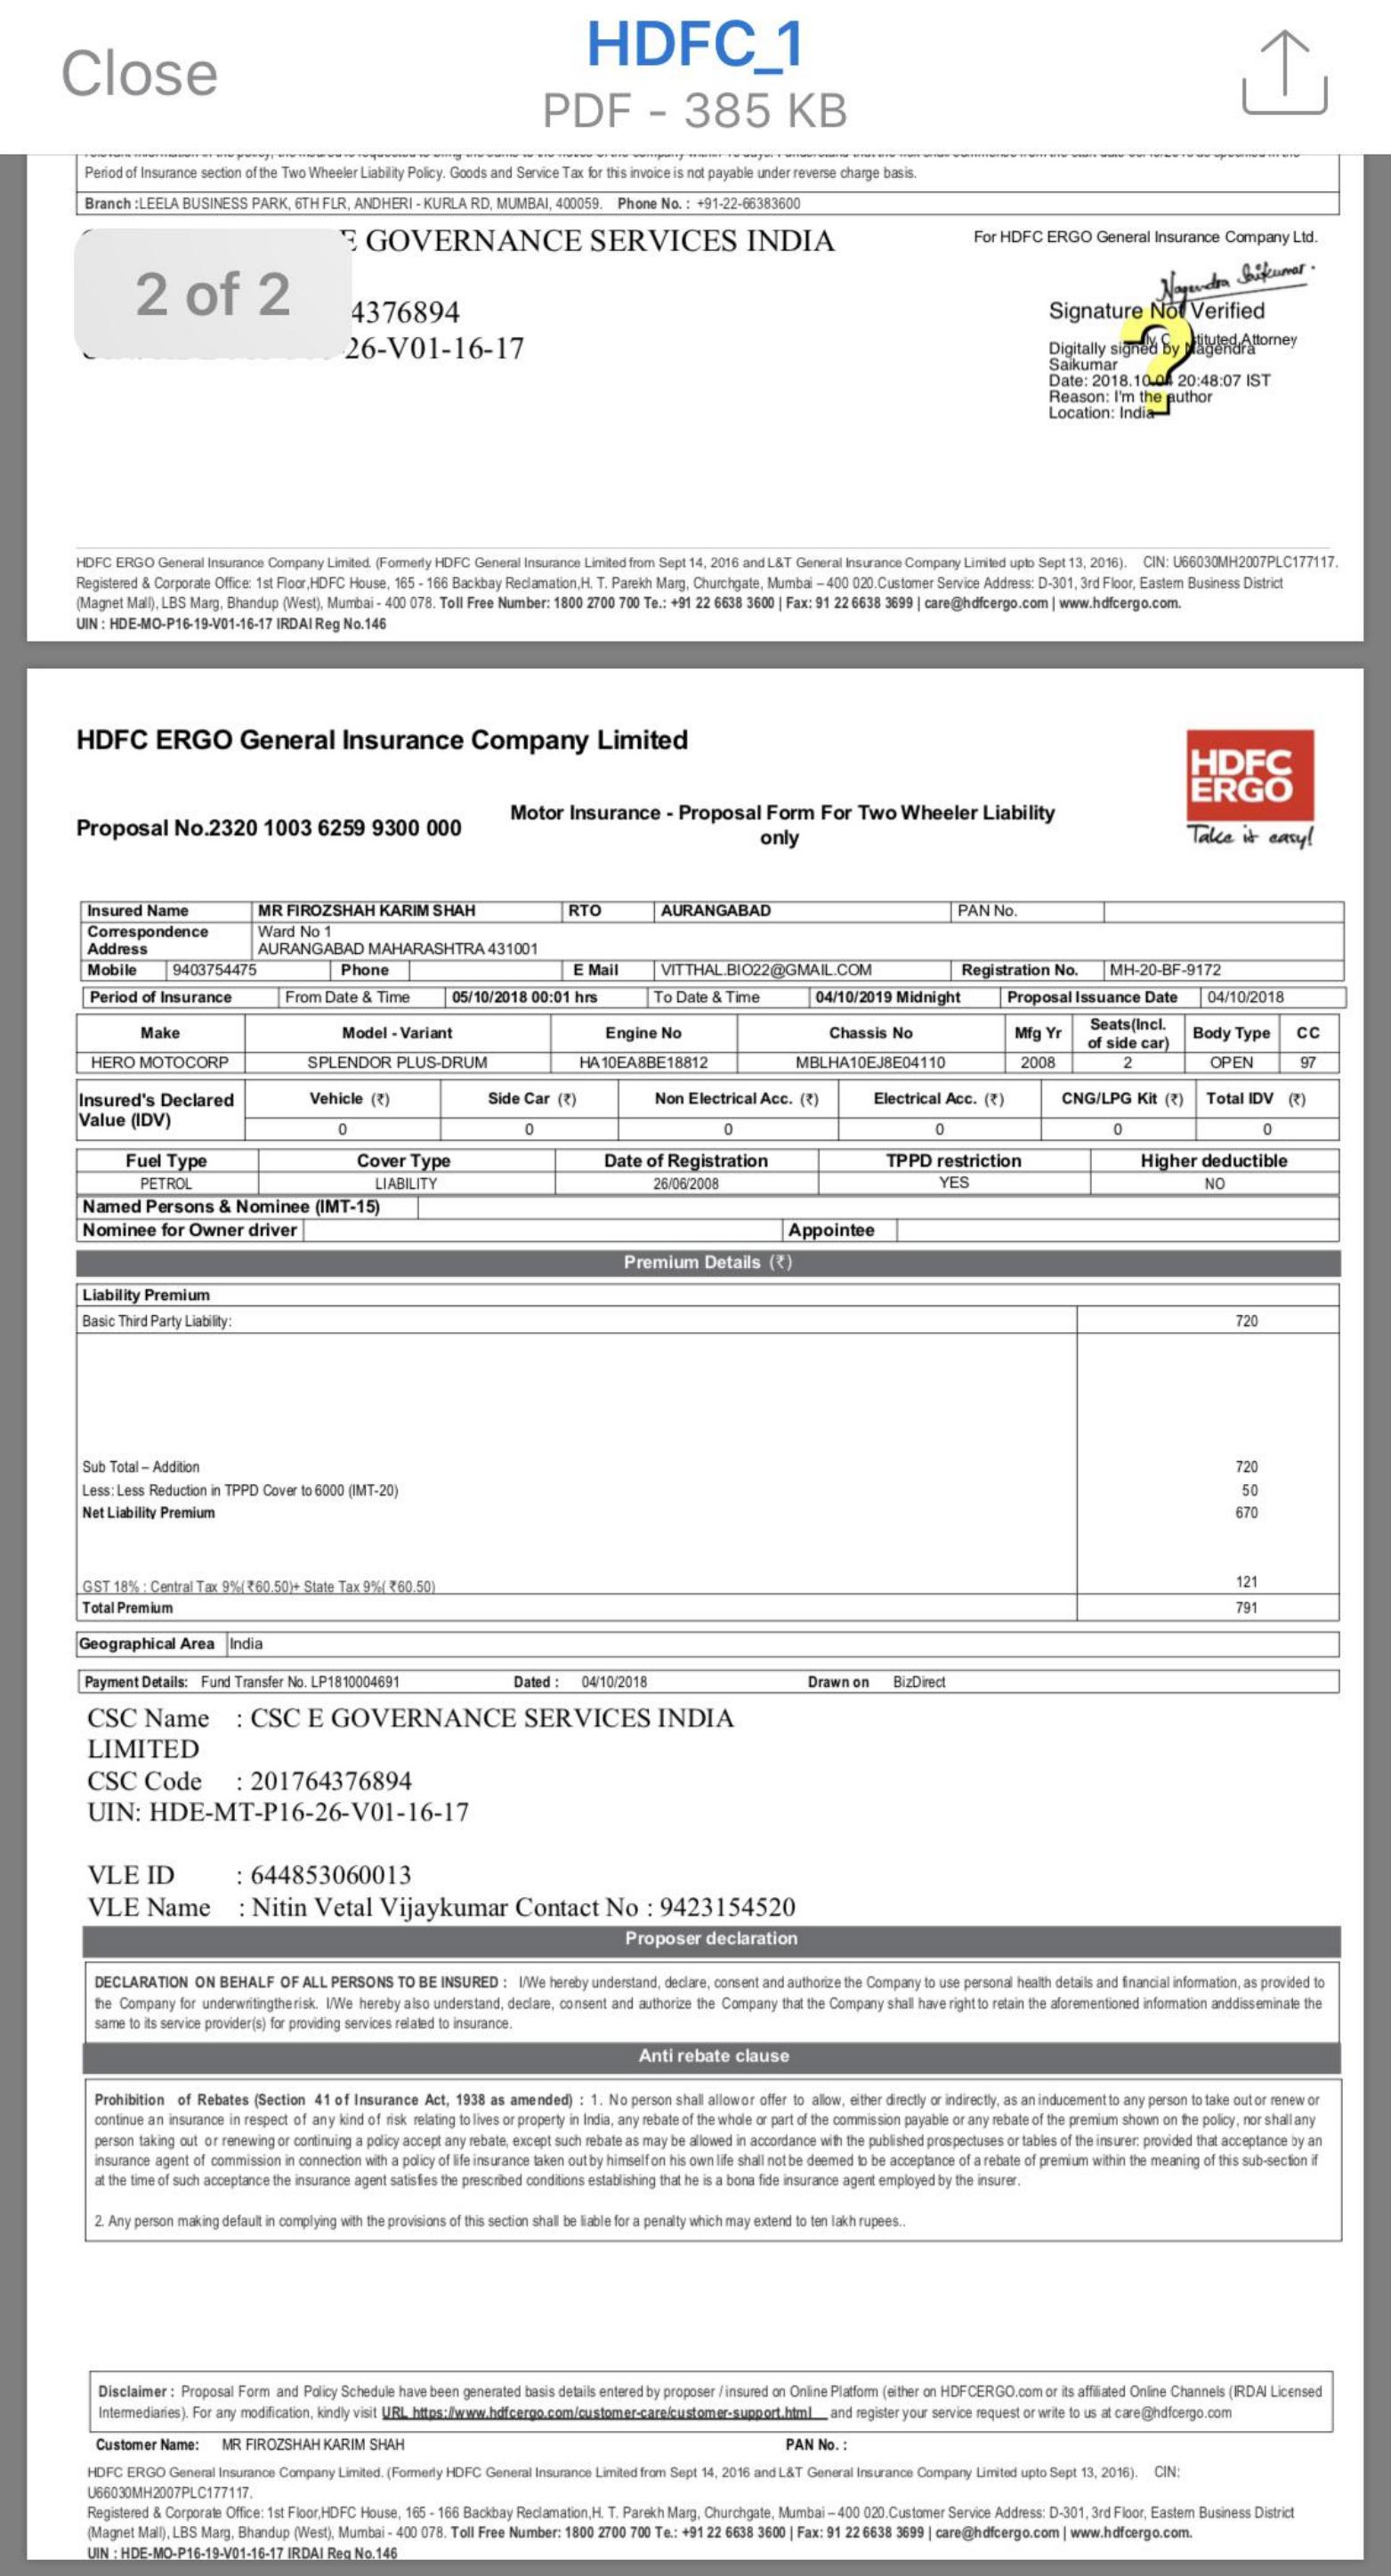 Close
HDFC_1
PDF - 385 KB
Period of Insurance section of the Two Wheeler Liability Policy. Goods and Service Tax for this invoice is not payable under reverse charge basis.
Branch :LEELA BUSINESS PARK, 6TH FLR, ANDHERI - KURLA RD, MUMBAI, 400059. Phone No. : +91-22-66383600
E GOVERNANCE SERVICES INDIA
For HDFC ERGO General Insurance Company Ltd.
2 of 2
4376894
26-V01-16-17
Nagendra Saikumar
Signature Not Verified
Attorney
Digitally signed by Nagendra
Saikumar
Date: 2018.10.04 20:48:07 IST
Reason: I'm the author
Location: India
?
HDFC ERGO General Insurance Company Limited. (Formerly HDFC General Insurance Limited from Sept 14, 2016 and L&T General Insurance Company Limited upto Sept 13, 2016). CIN: U66030MH2007PLC177117.
Registered & Corporate Office: 1st Floor,HDFC House, 165 - 166 Backbay Reclamation,H. T. Parekh Marg, Churchgate, Mumbai – 400 020.Customer Service Address: D-301, 3rd Floor, Eastern Business District
(Magnet Mall), LBS Marg, Bhandup (West), Mumbai - 400 078. Toll Free Number: 1800 2700 700 Te.: +91 22 6638 3600 | Fax: 91 22 6638 3699 | care@hdfcergo.com | www.hdfcergo.com.
UIN : HDE-MO-P16-19-V01-16-17 IRDAI Reg No.146
HDFC ERGO General Insurance Company Limited
HDFC
ERGO
Take it easy!
Proposal No.2320 1003 6259 9300 000
Motor Insurance - Proposal Form For Two Wheeler Liability
only
Insured Name MR FIROZSHAH KARIM SHAH RTO AURANGABAD PAN No.
Correspondence Ward No 1
Address AURANGABAD MAHARASHTRA 431001
Mobile 9403754475 Phone E Mail VITTHAL.BIO22@GMAIL.COM Registration No. MH-20-BF-9172
Period of Insurance From Date & Time 05/10/2018 00:01 hrs To Date & Time 04/10/2019 Midnight Proposal Issuance Date 04/10/2018
Make Model - Variant Engine No Chassis No Mfg Yr Seats(Incl. of side car) Body Type CC
HERO MOTOCORP SPLENDOR PLUS-DRUM HA10EA8BE18812 MBLHA10EJ8E04110 2008 2 OPEN 97
Insured's Declared Value (IDV) Vehicle (₹) Side Car (₹) Non Electrical Acc. (₹) Electrical Acc. (₹) CNG/LPG Kit (₹) Total IDV (₹)
0 0 0 0 0 0
Fuel Type Cover Type Date of Registration TPPD restriction Higher deductible
PETROL LIABILITY 26/06/2008 YES NO
Named Persons & Nominee (IMT-15)
Nominee for Owner driver Appointee
Premium Details (₹)
Liability Premium
Basic Third Party Liability: 720
Sub Total – Addition 720
Less: Less Reduction in TPPD Cover to 6000 (IMT-20) 50
Net Liability Premium 670
GST 18% : Central Tax 9%(₹60.50)+ State Tax 9%( ₹60.50) 121
Total Premium 791
Geographical Area India
Payment Details: Fund Transfer No. LP1810004691 Dated : 04/10/2018 Drawn on BizDirect
CSC Name : CSC E GOVERNANCE SERVICES INDIA
LIMITED
CSC Code : 201764376894
UIN: HDE-MT-P16-26-V01-16-17
VLE ID : 644853060013
VLE Name : Nitin Vetal Vijaykumar Contact No : 9423154520
Proposer declaration
DECLARATION ON BEHALF OF ALL PERSONS TO BE INSURED : I/We hereby understand, declare, consent and authorize the Company to use personal health details and financial information, as provided to
the Company for underwritingtherisk. I/We hereby also understand, declare, consent and authorize the Company that the Company shall have right to retain the aforementioned information anddisseminate the
same to its service provider(s) for providing services related to insurance.
Anti rebate clause
Prohibition of Rebates (Section 41 of Insurance Act, 1938 as amended) : 1. No person shall allow or offer to allow, either directly or indirectly, as an inducement to any person to take out or renew or
continue an insurance in respect of any kind of risk relating to lives or property in India, any rebate of the whole or part of the commission payable or any rebate of the premium shown on the policy, nor shall any
person taking out or renewing or continuing a policy accept any rebate, except such rebate as may be allowed in accordance with the published prospectuses or tables of the insurer: provided that acceptance by an
insurance agent of commission in connection with a policy of life insurance taken out by himself on his own life shall not be deemed to be acceptance of a rebate of premium within the meaning of this sub-section if
at the time of such acceptance the insurance agent satisfies the prescribed conditions establishing that he is a bona fide insurance agent employed by the insurer.
2. Any person making default in complying with the provisions of this section shall be liable for a penalty which may extend to ten lakh rupees..
Disclaimer : Proposal Form and Policy Schedule have been generated basis details entered by proposer / insured on Online Platform (either on HDFCERGO.com or its affiliated Online Channels (IRDAI Licensed
Intermediaries). For any modification, kindly visit URL https://www.hdfcergo.com/customer-care/customer-support.html and register your service request or write to us at care@hdfcergo.com
Customer Name: MR FIROZSHAH KARIM SHAH PAN No. :
HDFC ERGO General Insurance Company Limited. (Formerly HDFC General Insurance Limited from Sept 14, 2016 and L&T General Insurance Company Limited upto Sept 13, 2016). CIN:
U66030MH2007PLC177117.
Registered & Corporate Office: 1st Floor,HDFC House, 165 - 166 Backbay Reclamation,H. T. Parekh Marg, Churchgate, Mumbai – 400 020.Customer Service Address: D-301, 3rd Floor, Eastern Business District
(Magnet Mall), LBS Marg, Bhandup (West), Mumbai - 400 078. Toll Free Number: 1800 2700 700 Te.: +91 22 6638 3600 | Fax: 91 22 6638 3699 | care@hdfcergo.com | www.hdfcergo.com.
UIN : HDE-MO-P16-19-V01-16-17 IRDAI Reg No.146